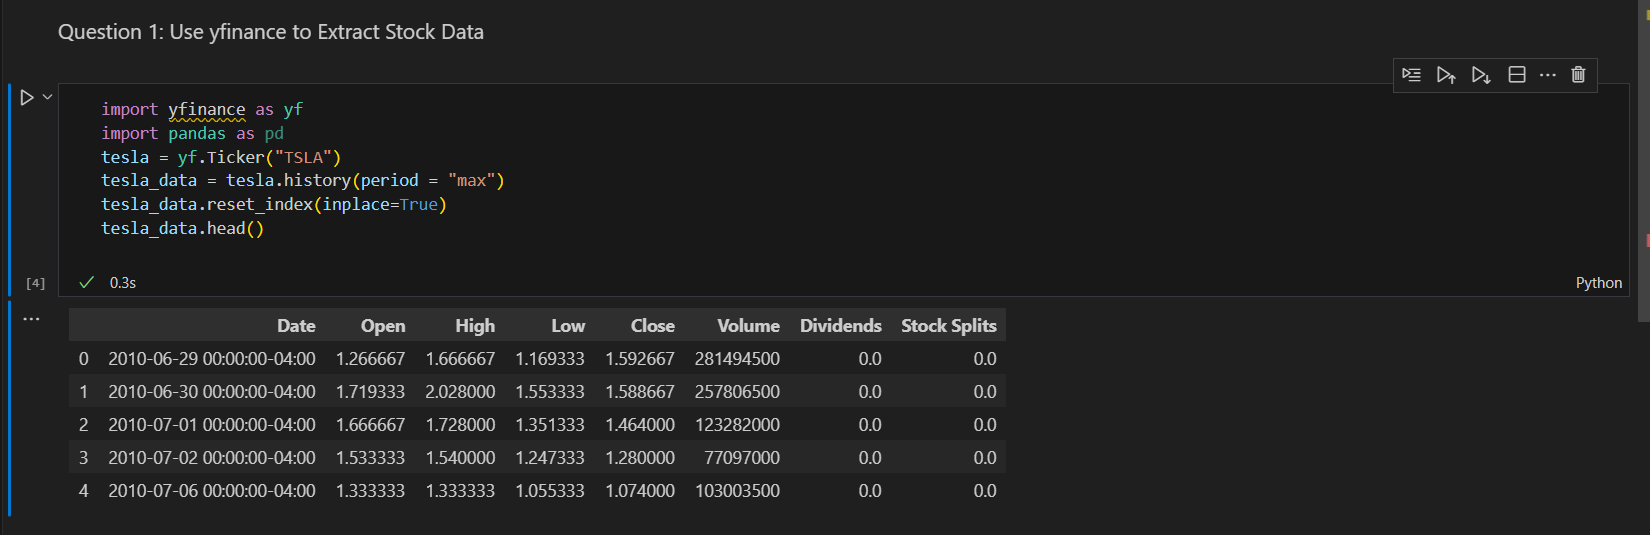 Question 1: Use yfinance to Extract Stock Data
import yfinance as yf
import pandas as pd
tesla = yf.Ticker("TSLA")
tesla_data = tesla.history(period = "max")
tesla_data.reset_index(inplace=True)
tesla_data.head()
[4] 0.3s Python
Date Open High Low Close Volume Dividends Stock Splits
0 2010-06-29 00:00:00-04:00 1.266667 1.666667 1.169333 1.592667 281494500 0.0 0.0
1 2010-06-30 00:00:00-04:00 1.719333 2.028000 1.553333 1.588667 257806500 0.0 0.0
2 2010-07-01 00:00:00-04:00 1.666667 1.728000 1.351333 1.464000 123282000 0.0 0.0
3 2010-07-02 00:00:00-04:00 1.533333 1.540000 1.247333 1.280000 77097000 0.0 0.0
4 2010-07-06 00:00:00-04:00 1.333333 1.333333 1.055333 1.074000 103003500 0.0 0.0